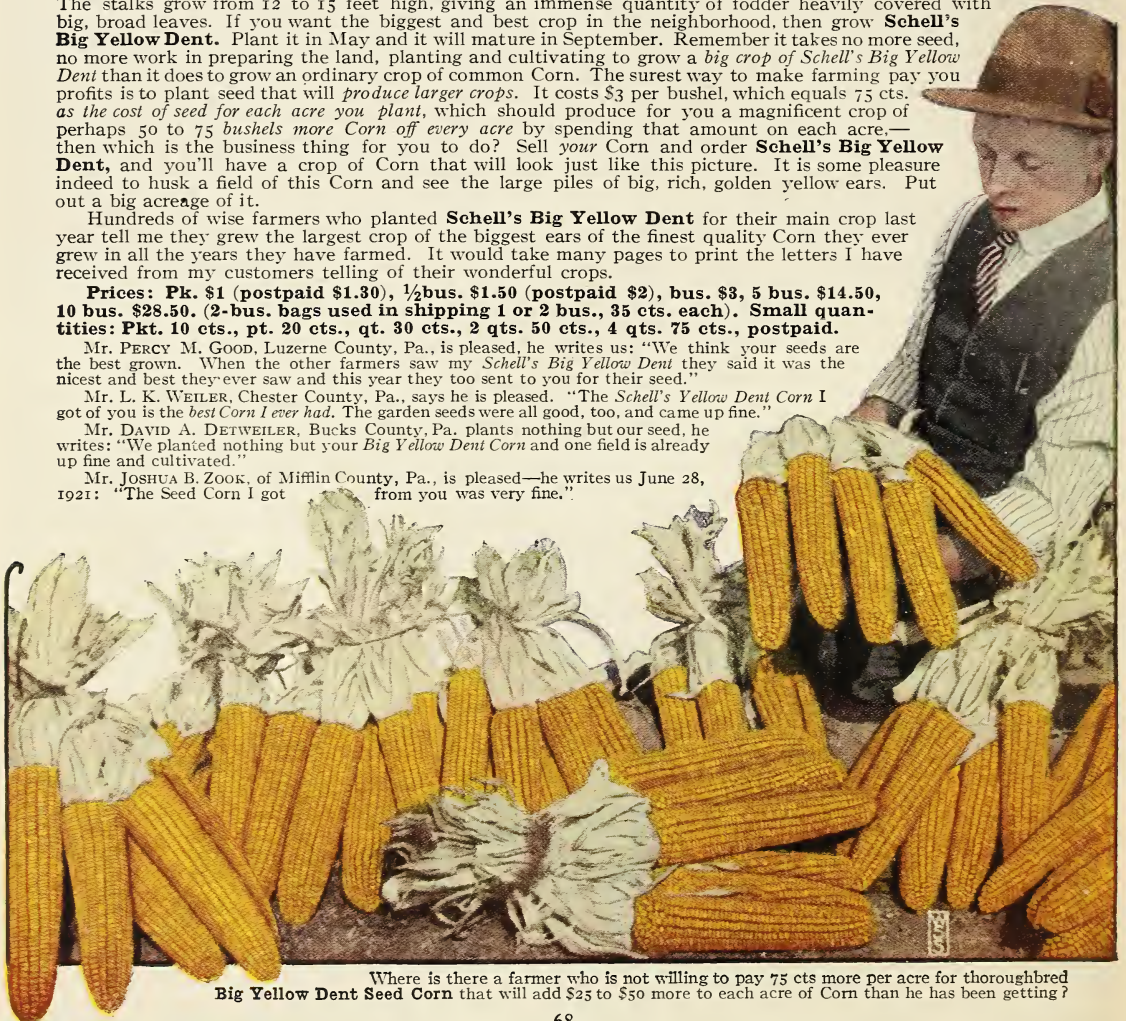 The stalks grow from 12 to 15 feet high, giving an immense quantity of fodder heavily covered with
big, broad leaves. If you want the biggest and best crop in the neighborhood, then grow Schell's
Big Yellow Dent. Plant it in May and it will mature in September. Remember it takes no more seed,
no more work in preparing the land, planting and cultivating to grow a big crop of Schell's Big Yellow
Dent than it does to grow an ordinary crop of common Corn. The surest way to make farming pay you
profits is to plant seed that will produce larger crops. It costs $3 per bushel, which equals 75 cts.
as the cost of seed for each acre you plant, which should produce for you a magnificent crop of
perhaps 50 to 75 bushels more Corn off every acre by spending that amount on each acre,—
then which is the business thing for you to do? Sell your Corn and order Schell's Big Yellow
Dent, and you'll have a crop of Corn that will look just like this picture. It is some pleasure
indeed to husk a field of this Corn and see the large piles of big, rich, golden yellow ears. Put
out a big acreage of it.
Hundreds of wise farmers who planted Schell's Big Yellow Dent for their main crop last
year tell me they grew the largest crop of the biggest ears of the finest quality Corn they ever
grew in all the years they have farmed. It would take many pages to print the letters I have
received from my customers telling of their wonderful crops.
Prices: Pk. $1 (postpaid $1.30), ½bus. $1.50 (postpaid $2), bus. $3, 5 bus. $14.50,
10 bus. $28.50. (2-bus. bags used in shipping 1 or 2 bus., 35 cts. each). Small quan-
tities: Pkt. 10 cts., pt. 20 cts., qt. 30 cts., 2 qts. 50 cts., 4 qts. 75 cts., postpaid.
Mr. PERCY M. GOOD, Luzerne County, Pa., is pleased, he writes us: "We think your seeds are
the best grown. When the other farmers saw my Schell's Big Yellow Dent they said it was the
nicest and best they ever saw and this year they too sent to you for their seed."
Mr. L. K. WEILER, Chester County, Pa., says he is pleased. "The Schell's Yellow Dent Corn I
got of you is the best Corn I ever had. The garden seeds were all good, too, and came up fine."
Mr. DAVID A. DETWEILER, Bucks County, Pa. plants nothing but our seed, he
writes: "We planted nothing but your Big Yellow Dent Corn and one field is already
up fine and cultivated."
Mr. JOSHUA B. ZOOK, of Mifflin County, Pa., is pleased—he writes us June 28,
1921: "The Seed Corn I got from you was very fine."
Where is there a farmer who is not willing to pay 75 cts more per acre for thoroughbred
Big Yellow Dent Seed Corn that will add $25 to $50 more to each acre of Corn than he has been getting?
68